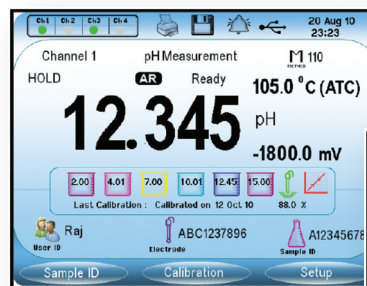 Ch1 Ch2 Ch3 Ch4
20 Aug 10
23:23
Channel 1 pH Measurement M 110
METHOD
HOLD AR Ready 105.0 °C (ATC)
12.345 pH
-1800.0 mV
2.00 4.01 7.00 10.01 12.45 15.00
Last Calibration : Calibrated on 12 Oct 10 88.0 %
Raj ABC1237896 A12345678
User ID Electrode Sample ID
Sample ID Calibration Setup